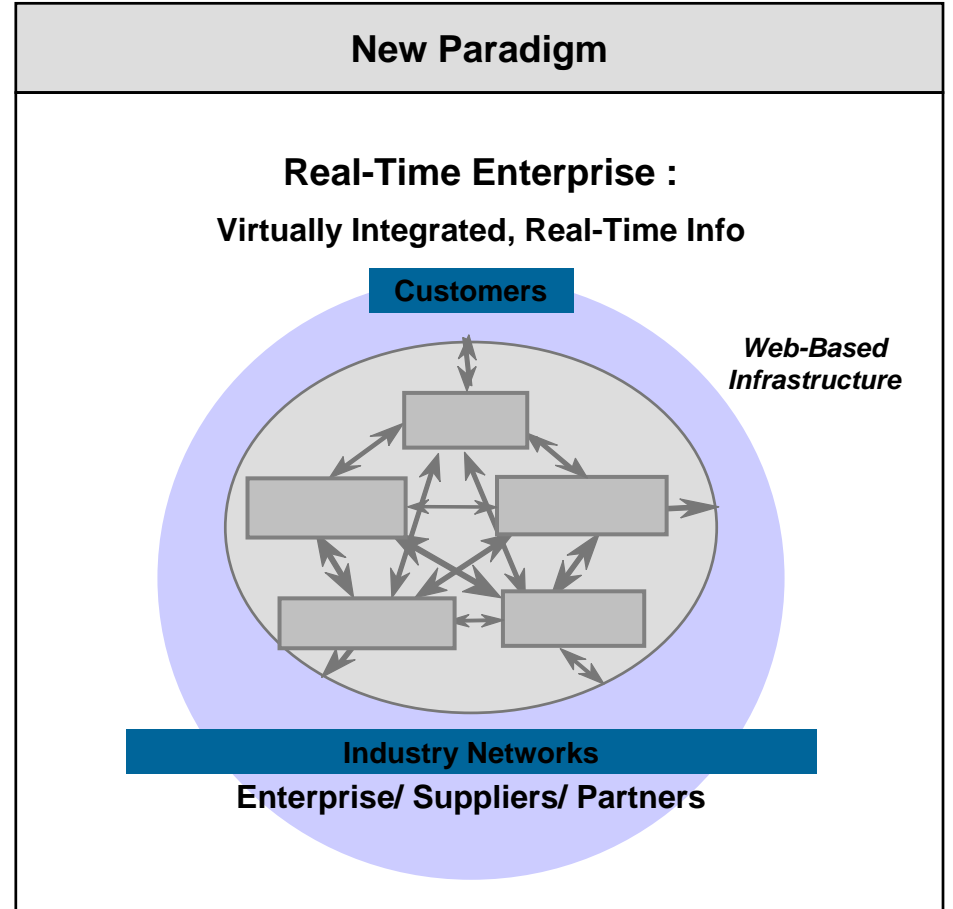 New Paradigm
Real-Time Enterprise :
Virtually Integrated, Real-Time Info
Customers
Web-Based
Infrastructure
Industry Networks
Enterprise/ Suppliers/ Partners